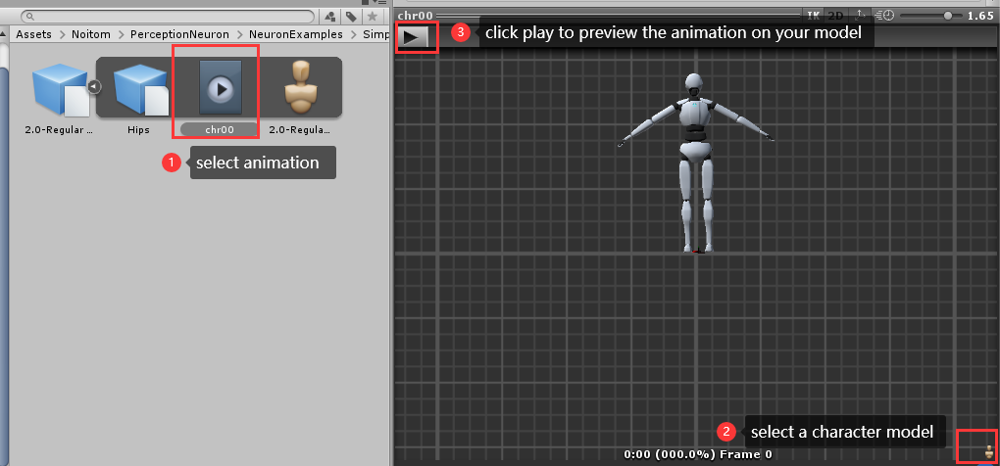 chr00
IK 2D 1.65
3 click play to preview the animation on your model
Assets > Noitom > PerceptionNeuron > NeuronExamples > Simp
2.0-Regular ... Hips chr00 2.0-Regula...
1 select animation
2 select a character model
0:00 (000.0%) Frame 0